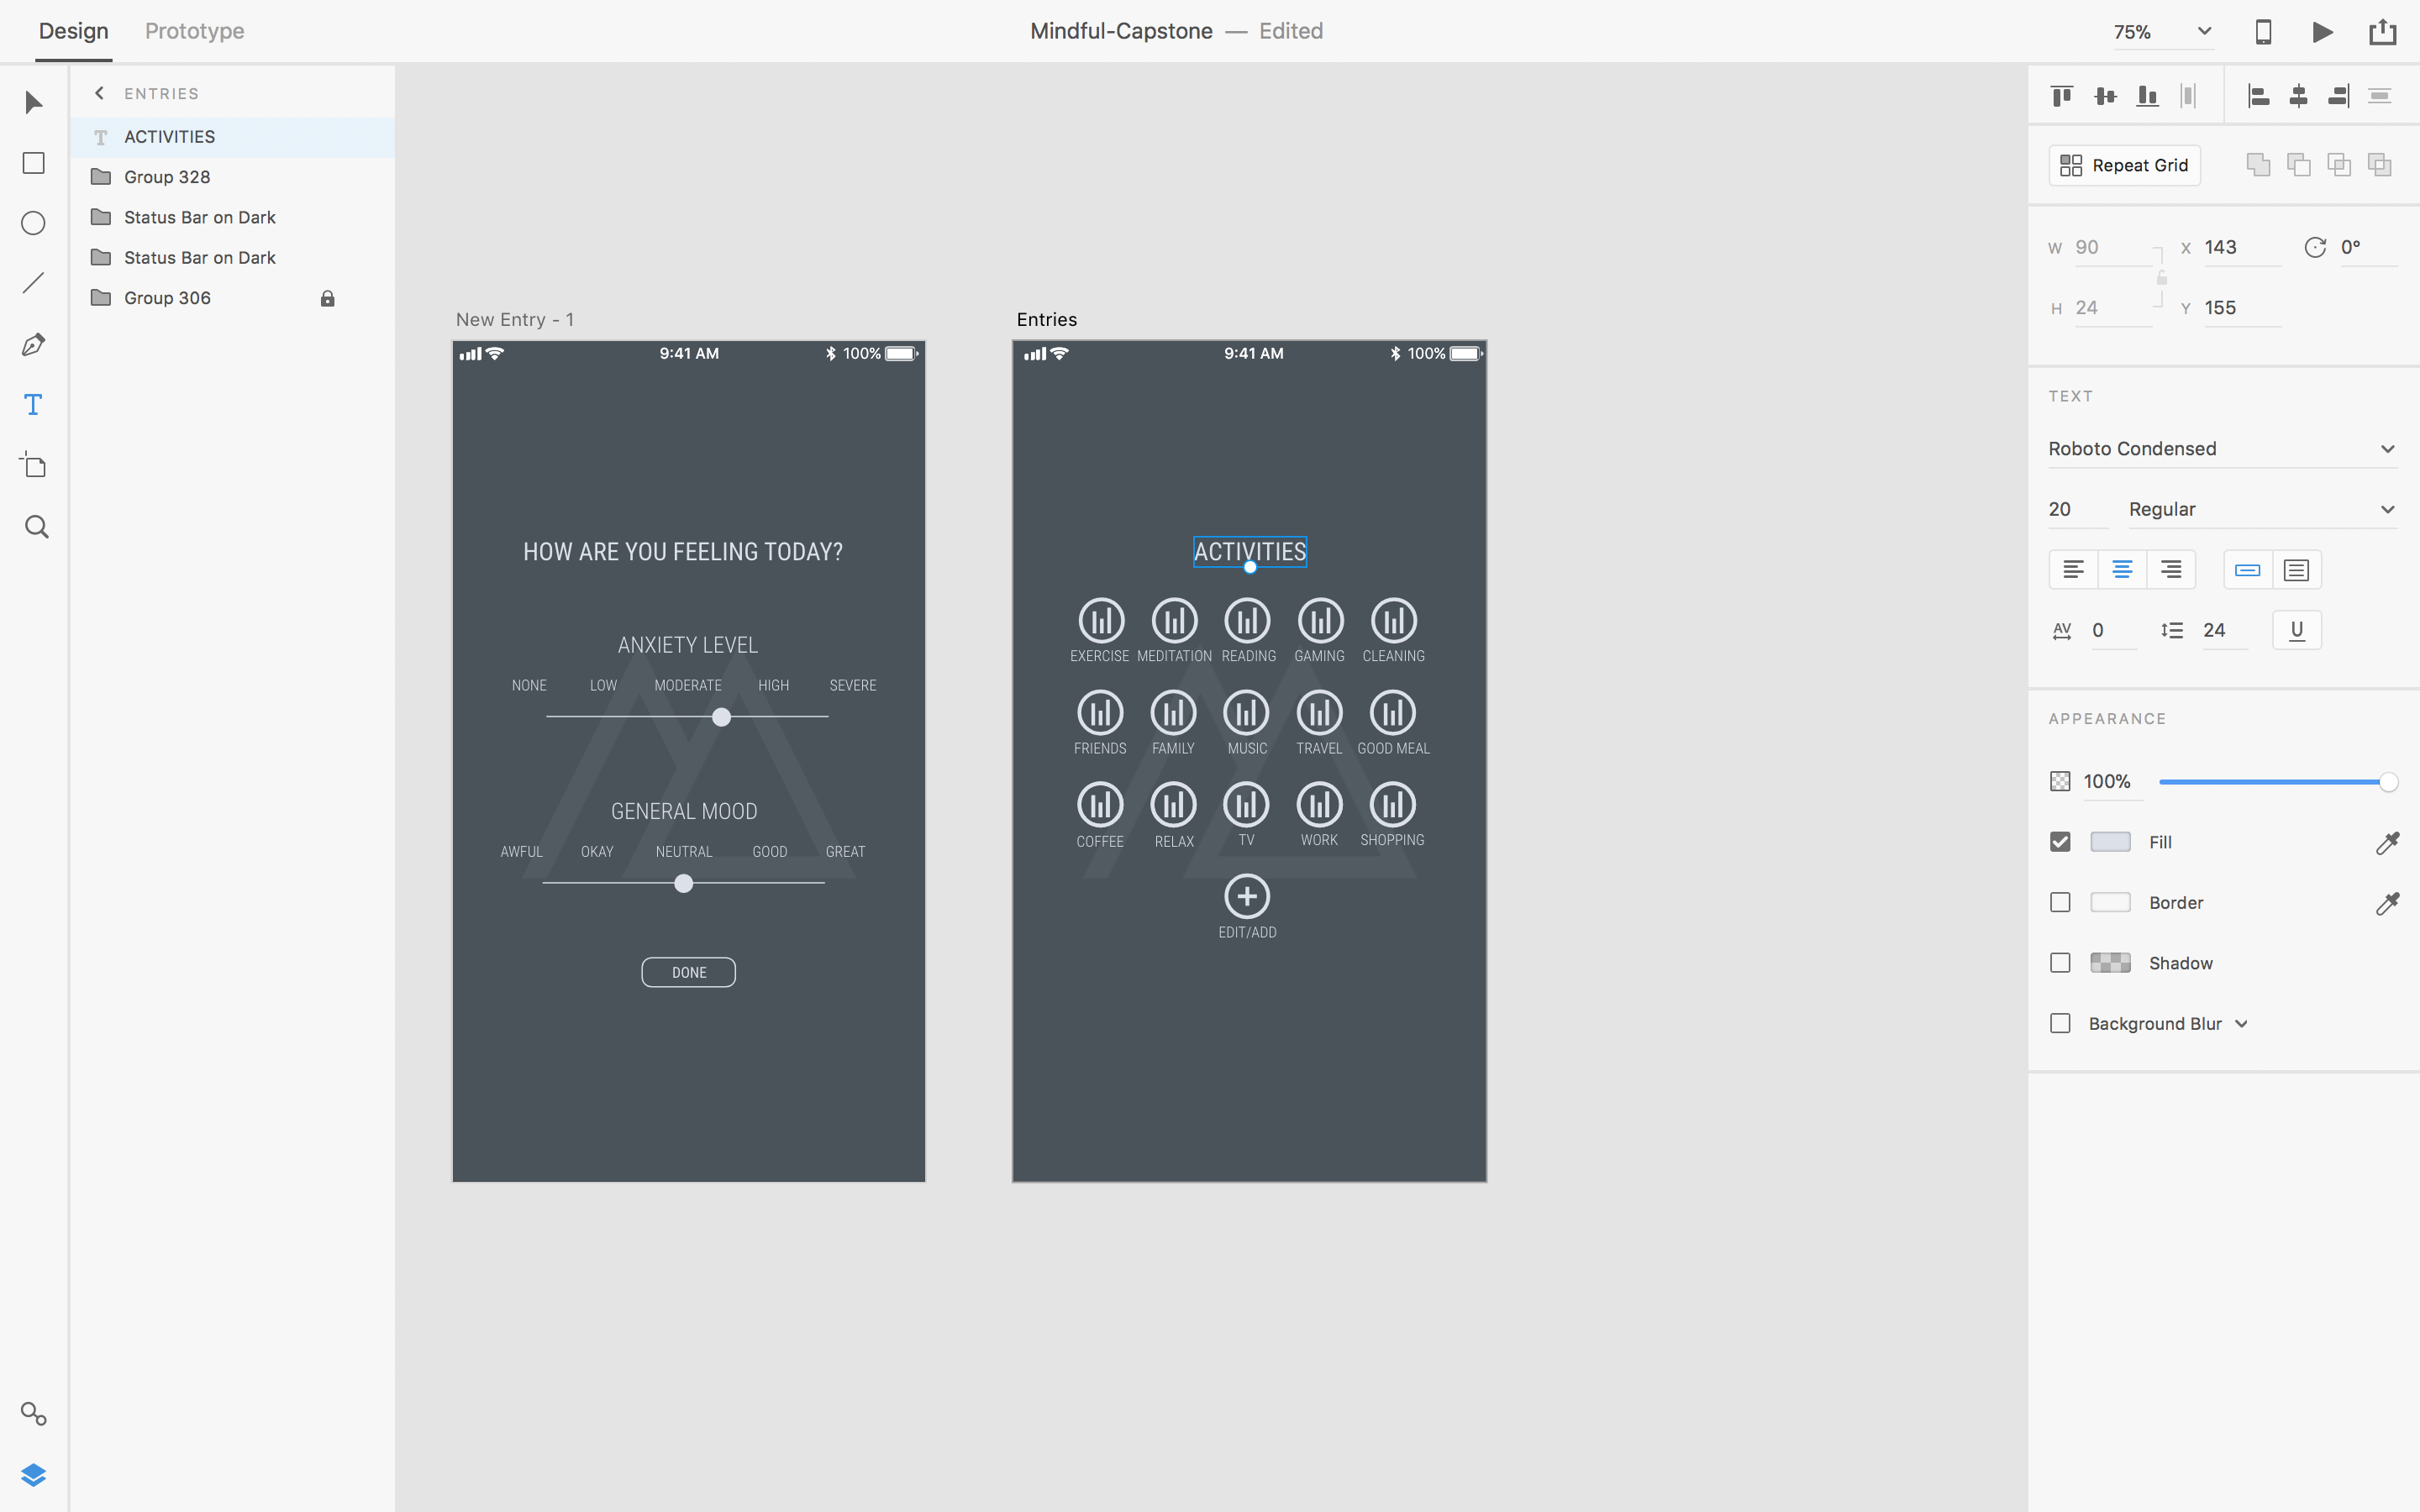 Design Prototype Mindful-Capstone — Edited 75%
ENTRIES
ACTIVITIES
Group 328
Status Bar on Dark
Status Bar on Dark
Group 306
New Entry - 1
9:41 AM 100%
HOW ARE YOU FEELING TODAY?
ANXIETY LEVEL
NONE LOW MODERATE HIGH SEVERE
GENERAL MOOD
AWFUL OKAY NEUTRAL GOOD GREAT
DONE
Entries
9:41 AM 100%
ACTIVITIES
EXERCISE MEDITATION READING GAMING CLEANING
FRIENDS FAMILY MUSIC TRAVEL GOOD MEAL
COFFEE RELAX TV WORK SHOPPING
EDIT/ADD
Repeat Grid
W 90 X 143 0°
H 24 Y 155
TEXT
Roboto Condensed
20 Regular
AV 0 24 U
APPEARANCE
100%
Fill
Border
Shadow
Background Blur